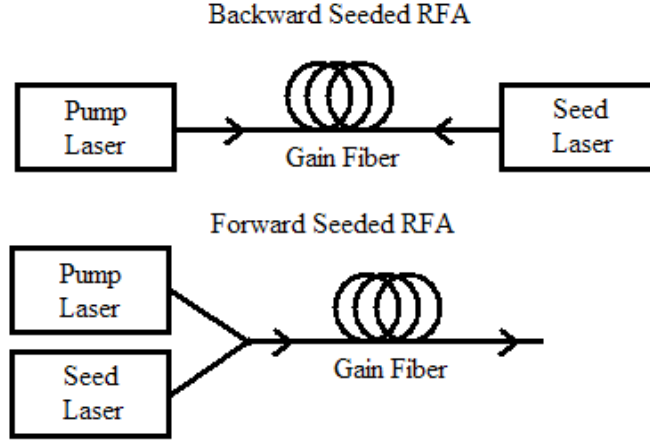 Backward Seeded RFA
Pump
Laser
Gain Fiber
Seed
Laser
Forward Seeded RFA
Pump
Laser
Seed
Laser
Gain Fiber